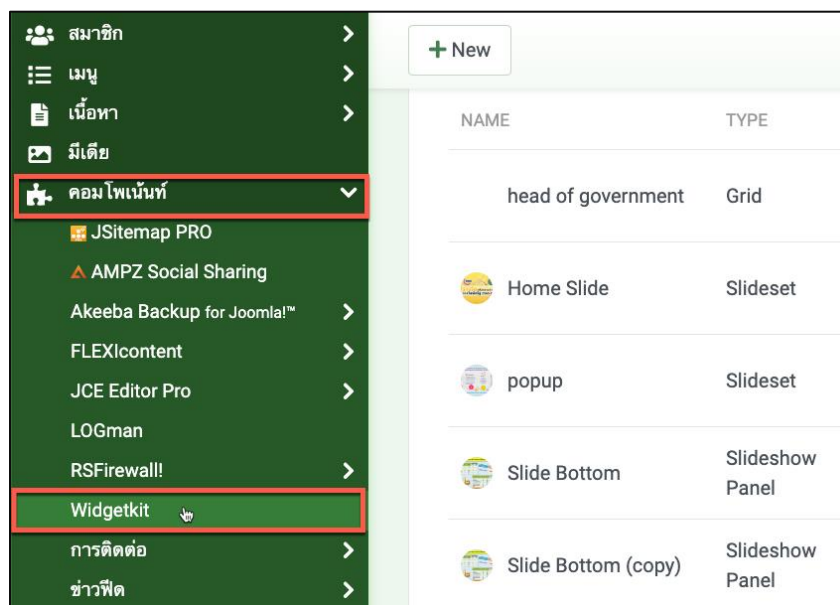 สมาชิก
เมนู
เนื้อหา
มีเดีย
คอมโพเน้นท์
JSitemap PRO
AMPZ Social Sharing
Akeeba Backup for Joomla!™
FLEXIcontent
JCE Editor Pro
LOGman
RSFirewall!
Widgetkit
การติดต่อ
ข่าวฟีด
+ New
NAME TYPE
head of government Grid
Home Slide Slideset
popup Slideset
Slide Bottom Slideshow
Panel
Slide Bottom (copy) Slideshow
Panel